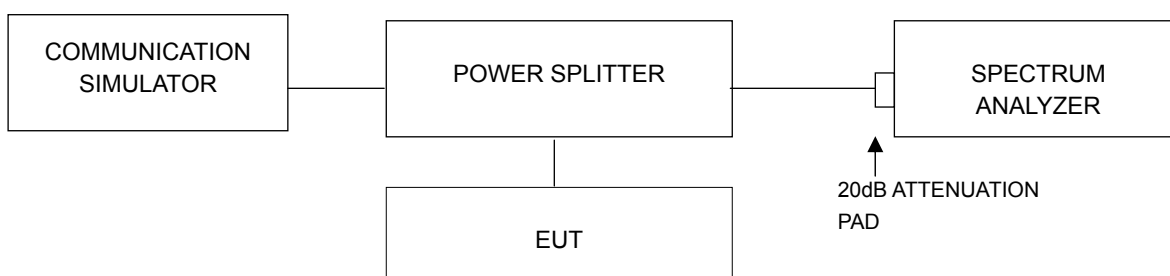 COMMUNICATION
SIMULATOR
POWER SPLITTER
SPECTRUM
ANALYZER
20dB ATTENUATION
PAD
EUT